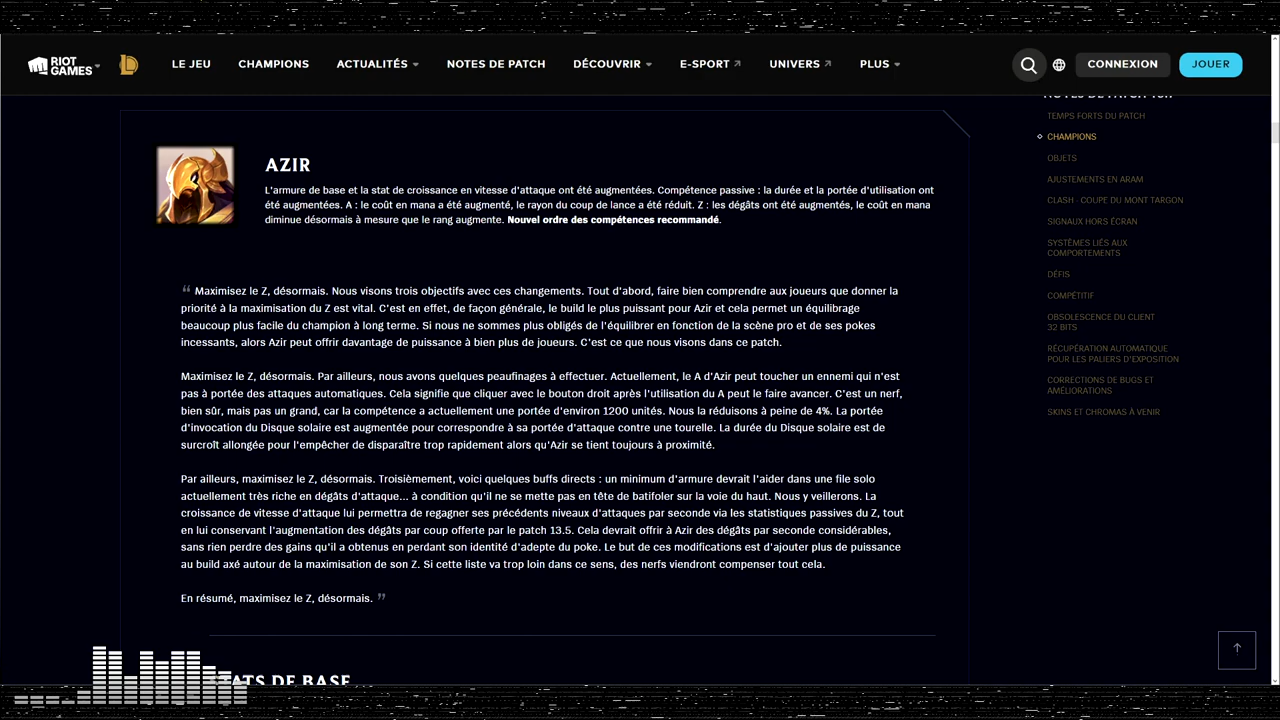 RIOT GAMES
LE JEU
CHAMPIONS
ACTUALITÉS
NOTES DE PATCH
DÉCOUVRIR
E-SPORT
UNIVERS
PLUS
CONNEXION
JOUER
AZIR
L'armure de base et la stat de croissance en vitesse d'attaque ont été augmentées. Compétence passive : la durée et la portée d'utilisation ont
été augmentées. A : le coût en mana a été augmenté, le rayon du coup de lance a été réduit. Z : les dégâts ont été augmentés, le coût en mana
diminue désormais à mesure que le rang augmente. Nouvel ordre des compétences recommandé.
“ Maximisez le Z, désormais. Nous visons trois objectifs avec ces changements. Tout d'abord, faire bien comprendre aux joueurs que donner la
priorité à la maximisation du Z est vital. C'est en effet, de façon générale, le build le plus puissant pour Azir et cela permet un équilibrage
beaucoup plus facile du champion à long terme. Si nous ne sommes plus obligés de l'équilibrer en fonction de la scène pro et de ses pokes
incessants, alors Azir peut offrir davantage de puissance à bien plus de joueurs. C'est ce que nous visons dans ce patch.
Maximisez le Z, désormais. Par ailleurs, nous avons quelques peaufinages à effectuer. Actuellement, le A d'Azir peut toucher un ennemi qui n'est
pas à portée des attaques automatiques. Cela signifie que cliquer avec le bouton droit après l'utilisation du A peut le faire avancer. C'est un nerf,
bien sûr, mais pas un grand, car la compétence a actuellement une portée d'environ 1200 unités. Nous la réduisons à peine de 4%. La portée
d'invocation du Disque solaire est augmentée pour correspondre à sa portée d'attaque contre une tourelle. La durée du Disque solaire est de
surcroît allongée pour l'empêcher de disparaître trop rapidement alors qu'Azir se tient toujours à proximité.
Par ailleurs, maximisez le Z, désormais. Troisièmement, voici quelques buffs directs : un minimum d'armure devrait l'aider dans une file solo
actuellement très riche en dégâts d'attaque... à condition qu'il ne se mette pas en tête de batifoler sur la voie du haut. Nous y veillerons. La
croissance de vitesse d'attaque lui permettra de regagner ses précédents niveaux d'attaques par seconde via les statistiques passives du Z, tout
en lui conservant l'augmentation des dégâts par coup offerte par le patch 13.5. Cela devrait offrir à Azir des dégâts par seconde considérables,
sans rien perdre des gains qu'il a obtenus en perdant son identité d'adepte du poke. Le but de ces modifications est d'ajouter plus de puissance
au build axé autour de la maximisation de son Z. Si cette liste va trop loin dans ce sens, des nerfs viendront compenser tout cela.
En résumé, maximisez le Z, désormais. ”
STATS DE BASE
TEMPS FORTS DU PATCH
CHAMPIONS
OBJETS
AJUSTEMENTS EN ARAM
CLASH - COUPE DU MONT TARGON
SIGNAUX HORS ÉCRAN
SYSTÈMES LIÉS AUX
COMPORTEMENTS
DÉFIS
COMPÉTITIF
OBSOLESCENCE DU CLIENT
32 BITS
RÉCUPÉRATION AUTOMATIQUE
POUR LES PALIERS D'EXPOSITION
CORRECTIONS DE BUGS ET
AMÉLIORATIONS
SKINS ET CHROMAS À VENIR